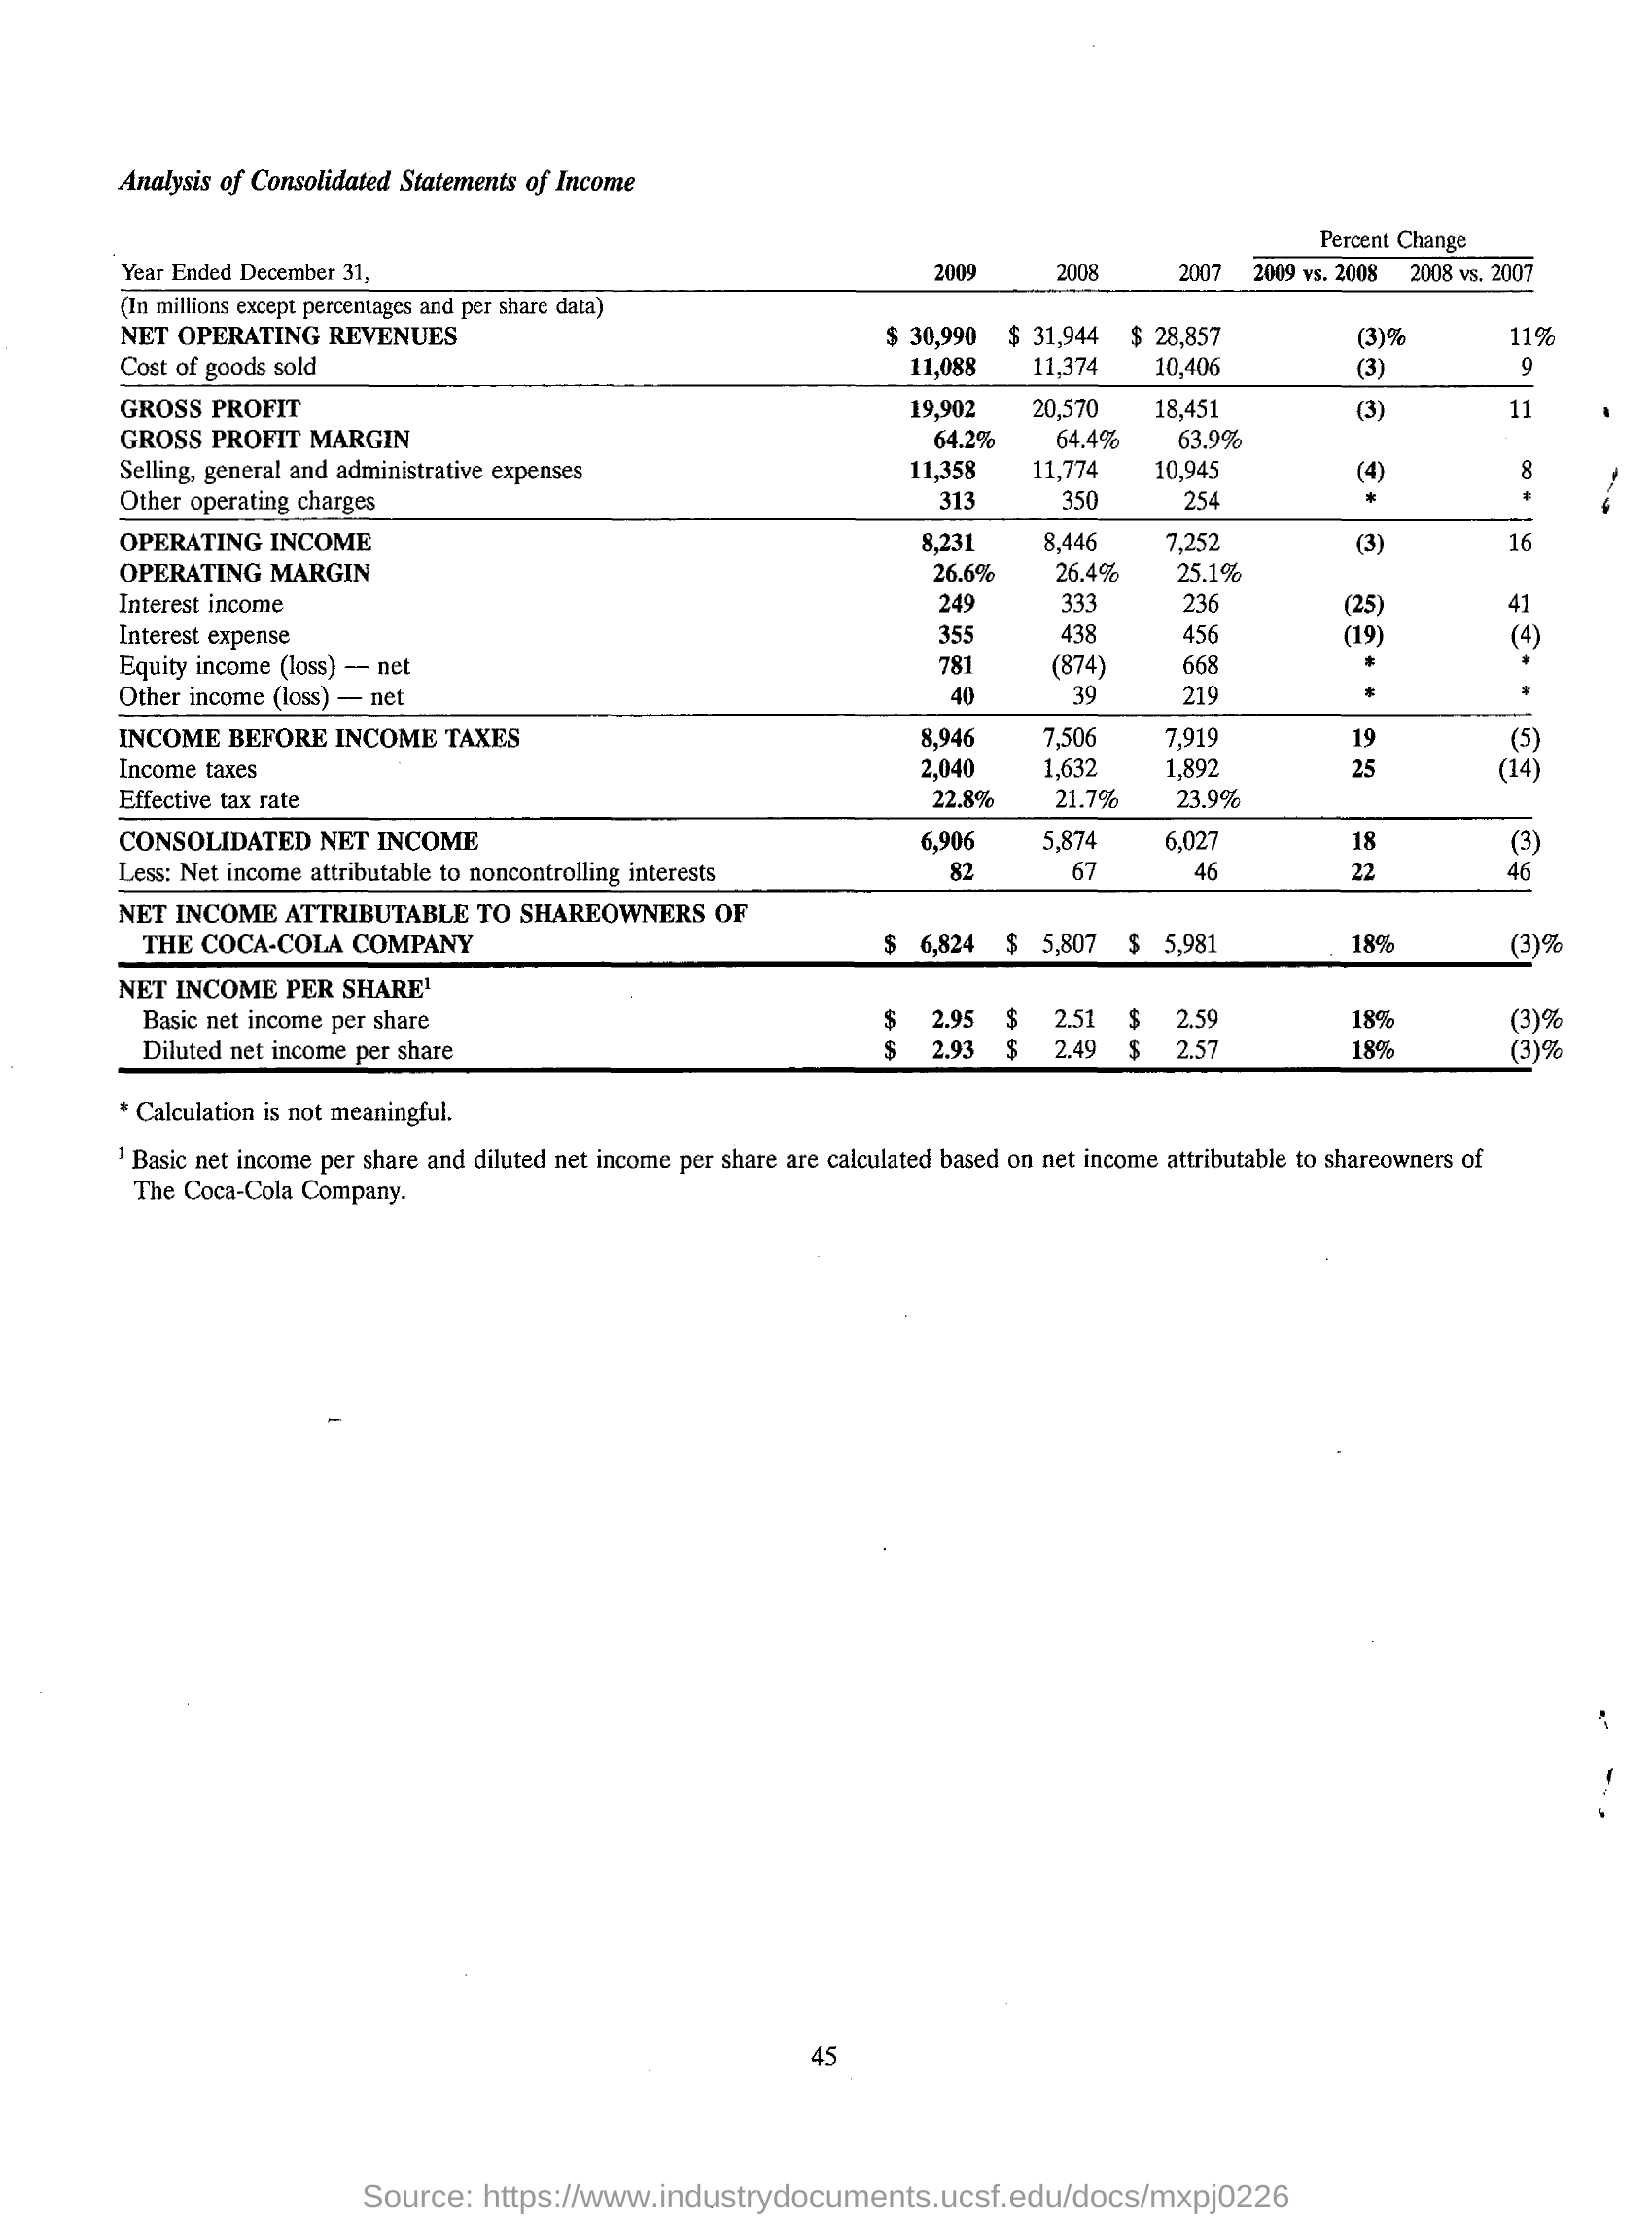 Analysis of Consolidated Statements of Income
Percent Change
Year Ended December 31, 2009 2008 2007 2009 vs. 2008 2008 vs. 2007
(In millions except percentages and per share data)
NET OPERATING REVENUES $ 30,990 $ 31,944 $ 28,857 (3)% 11%
Cost of goods sold 11,088 11,374 10,406 (3) 9
GROSS PROFIT 19,902 20,570 18,451 (3) 11
GROSS PROFIT MARGIN 64.2% 64.4% 63.9%
Selling, general and administrative expenses 11,358 11,774 10,945 (4) 8
Other operating charges 313 350 254 * *
OPERATING INCOME 8,231 8,446 7,252 (3) 16
OPERATING MARGIN 26.6% 26.4% 25.1%
Interest income 249 333 236 (25) 41
Interest expense 355 438 456 (19) (4)
Equity income (loss) — net 781 (874) 668 * *
Other income (loss) — net 40 39 219 * *
INCOME BEFORE INCOME TAXES 8,946 7,506 7,919 19 (5)
Income taxes 2,040 1,632 1,892 25 (14)
Effective tax rate 22.8% 21.7% 23.9%
CONSOLIDATED NET INCOME 6,906 5,874 6,027 18 (3)
Less: Net income attributable to noncontrolling interests 82 67 46 22 46
NET INCOME ATTRIBUTABLE TO SHAREOWNERS OF
THE COCA-COLA COMPANY $ 6,824 $ 5,807 $ 5,981 18% (3)%
NET INCOME PER SHARE¹
Basic net income per share $ 2.95 $ 2.51 $ 2.59 18% (3)%
Diluted net income per share $ 2.93 $ 2.49 $ 2.57 18% (3)%
* Calculation is not meaningful.
¹ Basic net income per share and diluted net income per share are calculated based on net income attributable to shareowners of
The Coca-Cola Company.
45
Source: https://www.industrydocuments.ucsf.edu/docs/mxpj0226